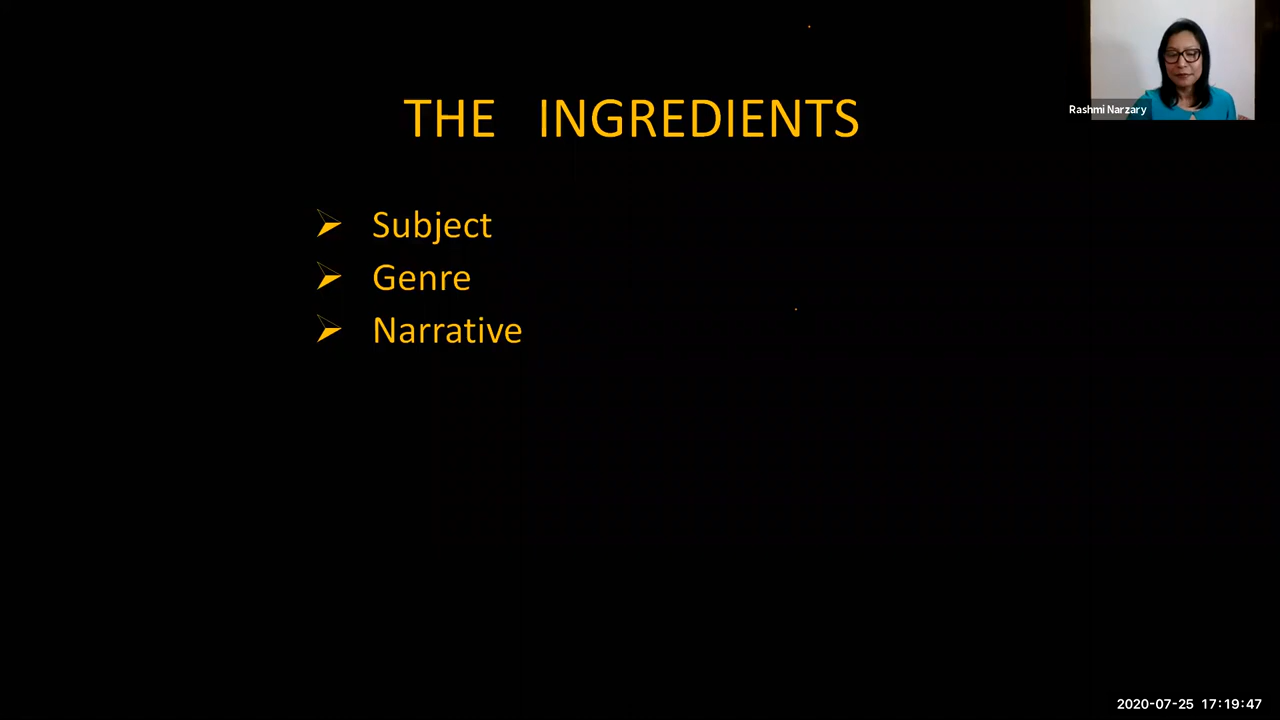 THE INGREDIENTS
Subject
Genre
Narrative
Rashmi Narzary
2020-07-25 17:19:47